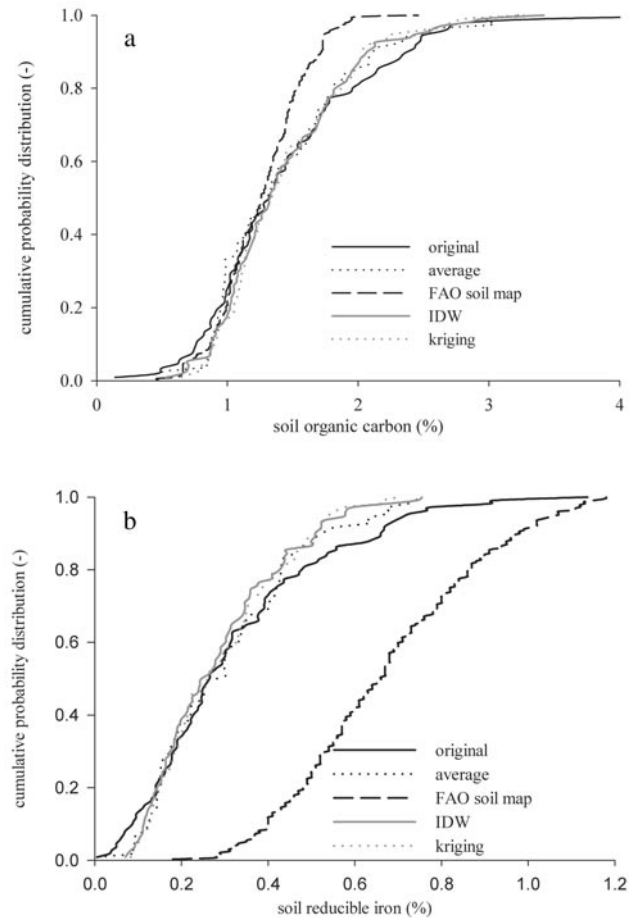 a
cumulative probability distribution (-)
1.0
0.8
0.6
0.4
0.2
0.0
original
average
FAO soil map
IDW
kriging
0 1 2 3 4
soil organic carbon (%)
b
cumulative probability distribution (-)
1.0
0.8
0.6
0.4
0.2
0.0
original
average
FAO soil map
IDW
kriging
0.0 0.2 0.4 0.6 0.8 1.0 1.2
soil reducible iron (%)